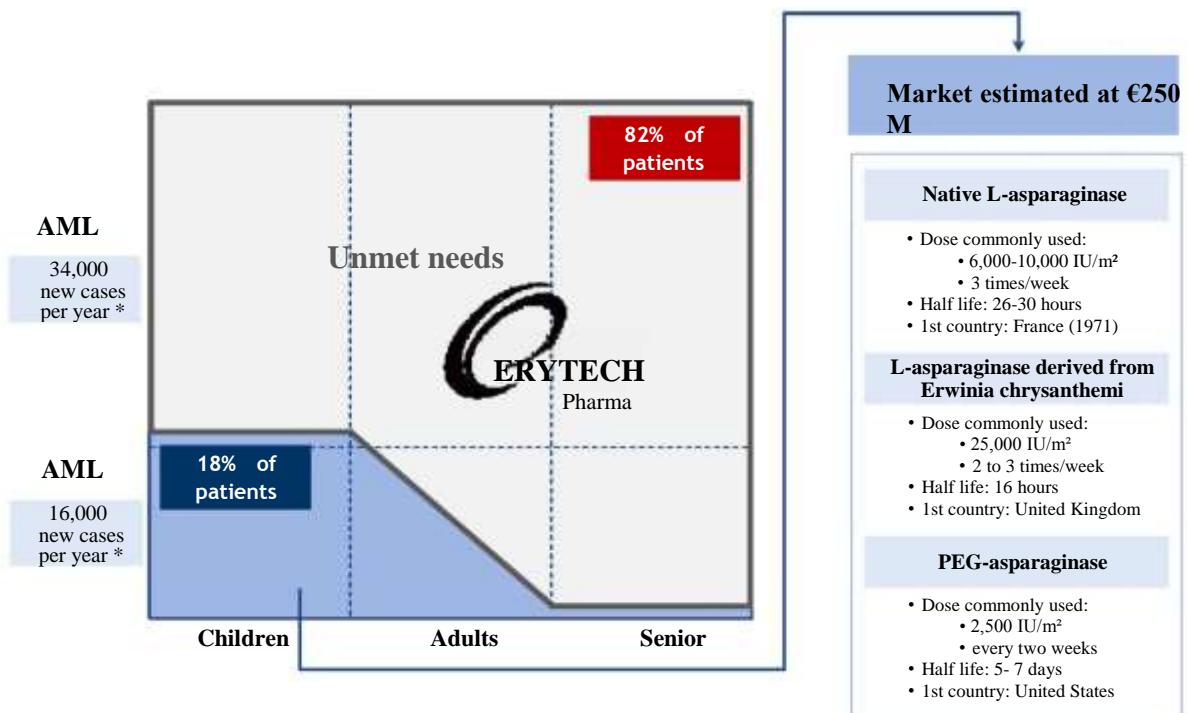 Market estimated at €250
M
82% of
patients
Native L-asparaginase
AML
34,000
new cases
per year *
Unmet needs
• Dose commonly used:
• 6,000-10,000 IU/m²
• 3 times/week
• Half life: 26-30 hours
• 1st country: France (1971)
ERYTECH
Pharma
L-asparaginase derived from
Erwinia chrysanthemi
• Dose commonly used:
• 25,000 IU/m²
• 2 to 3 times/week
• Half life: 16 hours
• 1st country: United Kingdom
18% of
patients
AML
16,000
new cases
per year *
PEG-asparaginase
• Dose commonly used:
• 2,500 IU/m²
• every two weeks
• Half life: 5- 7 days
• 1st country: United States
Children
Adults
Senior